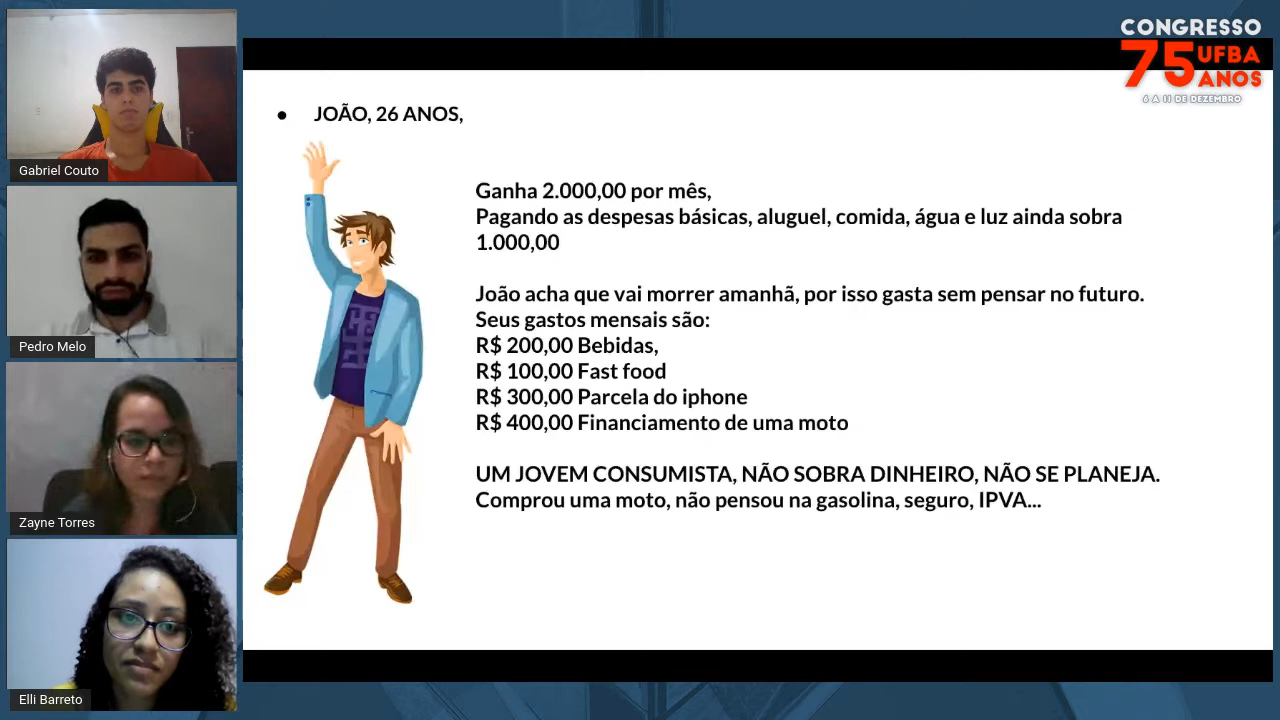 CONGRESSO
75 UFBA
ANOS
6 A 11 DE DEZEMBRO
Gabriel Couto
Pedro Melo
Zayne Torres
Elli Barreto
● JOÃO, 26 ANOS,
Ganha 2.000,00 por mês,
Pagando as despesas básicas, aluguel, comida, água e luz ainda sobra
1.000,00
João acha que vai morrer amanhã, por isso gasta sem pensar no futuro.
Seus gastos mensais são:
R$ 200,00 Bebidas,
R$ 100,00 Fast food
R$ 300,00 Parcela do iphone
R$ 400,00 Financiamento de uma moto
UM JOVEM CONSUMISTA, NÃO SOBRA DINHEIRO, NÃO SE PLANEJA.
Comprou uma moto, não pensou na gasolina, seguro, IPVA...